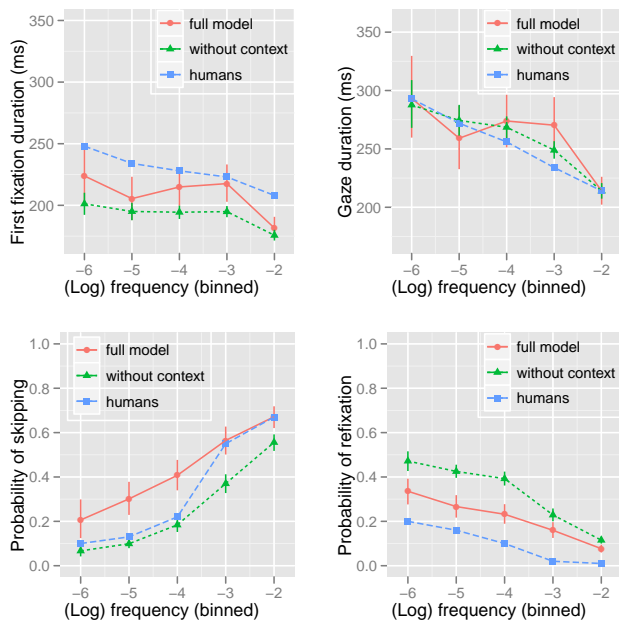 First fixation duration (ms)
350
300
250
200
full model
without context
humans
−6 −5 −4 −3 −2
(Log) frequency (binned)
Gaze duration (ms)
350
300
250
200
full model
without context
humans
−6 −5 −4 −3 −2
(Log) frequency (binned)
Probability of skipping
1.0
0.8
0.6
0.4
0.2
0.0
full model
without context
humans
−6 −5 −4 −3 −2
(Log) frequency (binned)
Probability of refixation
1.0
0.8
0.6
0.4
0.2
0.0
full model
without context
humans
−6 −5 −4 −3 −2
(Log) frequency (binned)